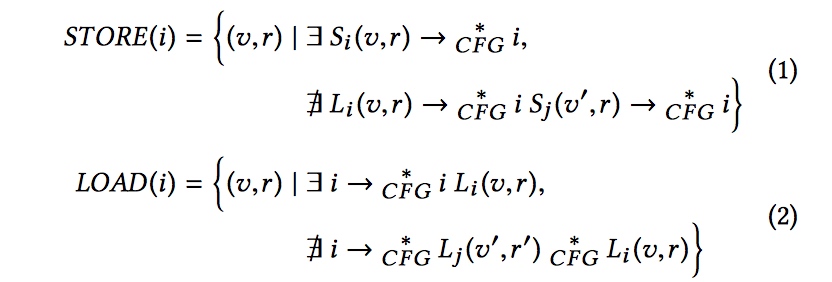 STORE(i) = {(v,r) | ∃ S_i(v,r) → *_CFG i,
(1)
∄ L_i(v,r) → *_CFG i S_j(v′,r) → *_CFG i}
LOAD(i) = {(v,r) | ∃ i → *_CFG i L_i(v,r),
(2)
∄ i → *_CFG L_j(v′,r′) *_CFG L_i(v,r)}